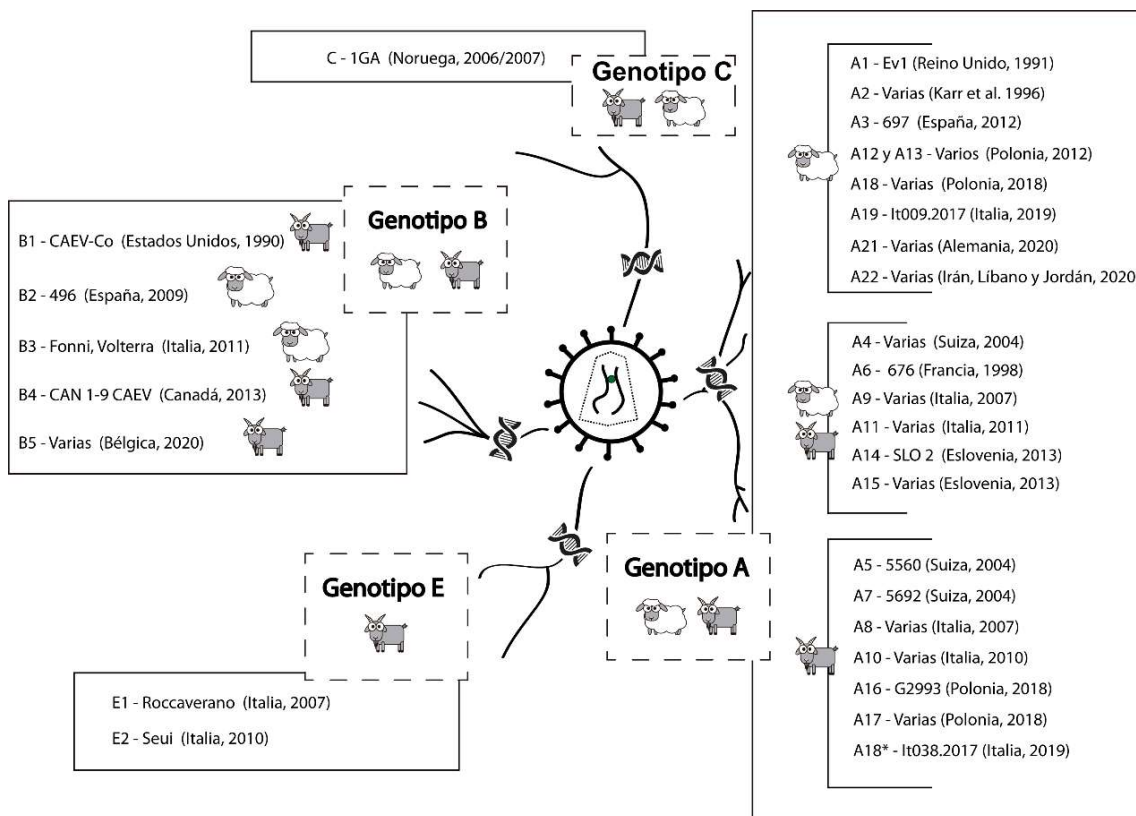 C - 1GA (Noruega, 2006/2007)
Genotipo C
Genotipo B
B1 - CAEV-Co (Estados Unidos, 1990)
B2 - 496 (España, 2009)
B3 - Fonni, Volterra (Italia, 2011)
B4 - CAN 1-9 CAEV (Canadá, 2013)
B5 - Varias (Bélgica, 2020)
Genotipo E
E1 - Roccaverano (Italia, 2007)
E2 - Seui (Italia, 2010)
Genotipo A
A1 - Ev1 (Reino Unido, 1991)
A2 - Varias (Karr et al. 1996)
A3 - 697 (España, 2012)
A12 y A13 - Varios (Polonia, 2012)
A18 - Varias (Polonia, 2018)
A19 - It009.2017 (Italia, 2019)
A21 - Varias (Alemania, 2020)
A22 - Varias (Irán, Líbano y Jordán, 2020
A4 - Varias (Suiza, 2004)
A6 - 676 (Francia, 1998)
A9 - Varias (Italia, 2007)
A11 - Varias (Italia, 2011)
A14 - SLO 2 (Eslovenia, 2013)
A15 - Varias (Eslovenia, 2013)
A5 - 5560 (Suiza, 2004)
A7 - 5692 (Suiza, 2004)
A8 - Varias (Italia, 2007)
A10 - Varias (Italia, 2010)
A16 - G2993 (Polonia, 2018)
A17 - Varias (Polonia, 2018)
A18* - It038.2017 (Italia, 2019)